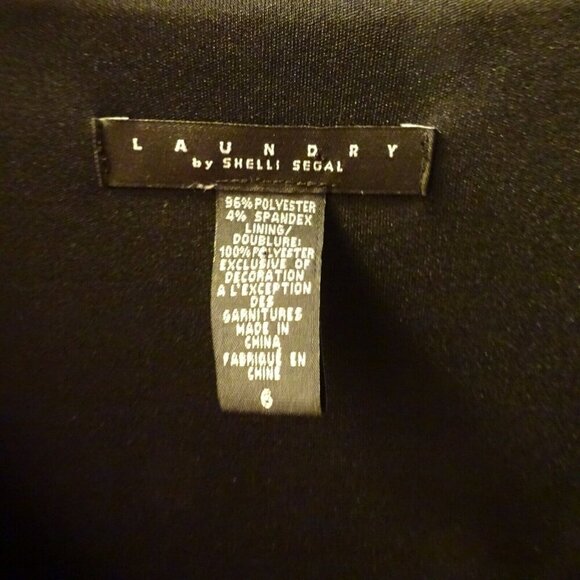 LAUNDRY
by SHELLI SEGAL
96% POLYESTER
4% SPANDEX
LINING/
DOUBLURE:
100% POLYESTER
EXCLUSIVE OF
DECORATION
A L'EXCEPTION
DES
GARNITURES
MADE IN
CHINA
FABRIQUE EN
CHINE
6